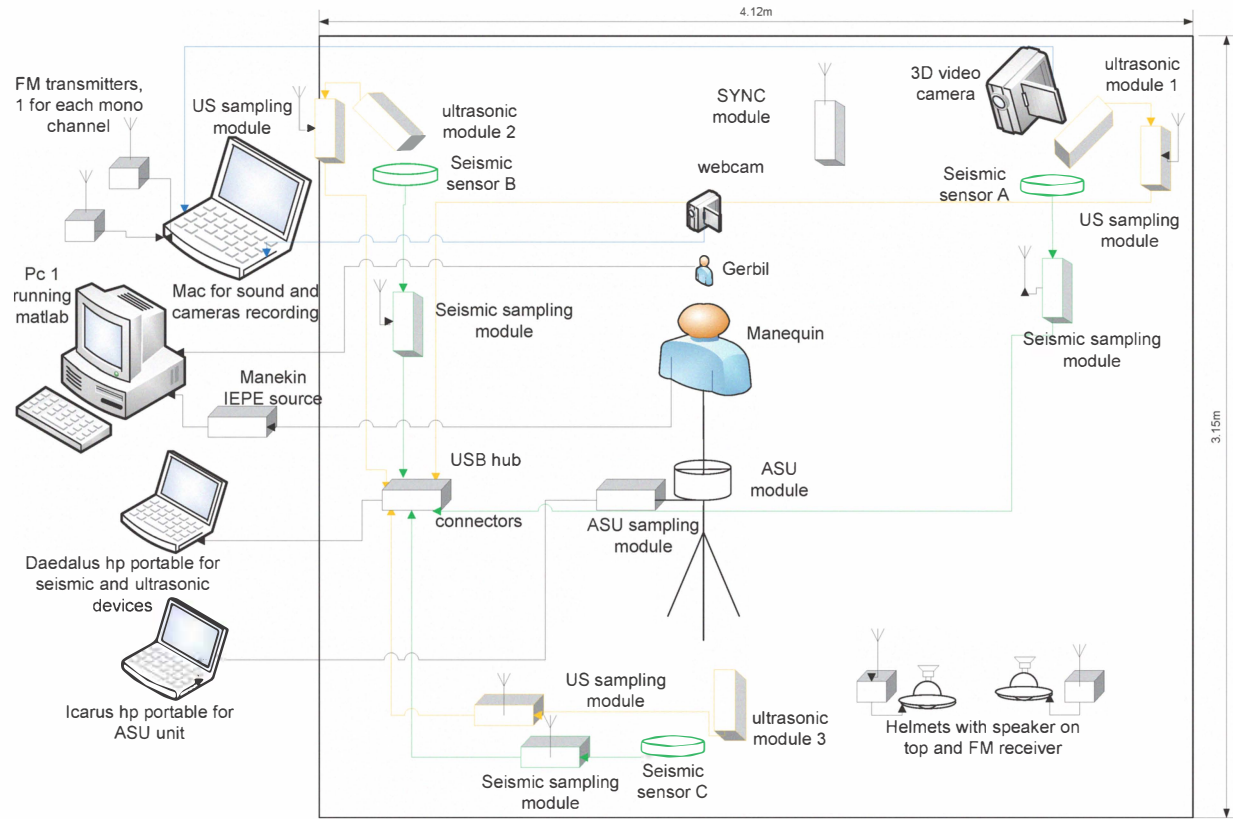 4.12m
FM transmitters,
1 for each mono
channel
US sampling
module
ultrasonic
module 2
SYNC
module
3D video
camera
ultrasonic
module 1
Seismic
sensor B
webcam
Seismic
sensor A
US sampling
module
Pc 1
running
matlab
Mac for sound and
cameras recording
Gerbil
Seismic sampling
module
Manequin
Seismic sampling
module
Manekin
IEPE source
3.15m
USB hub
connectors
ASU
module
ASU sampling
module
Daedalus hp portable for
seismic and ultrasonic
devices
Icarus hp portable for
ASU unit
US sampling
module
ultrasonic
module 3
Helmets with speaker on
top and FM receiver
Seismic sampling
module
Seismic
sensor C